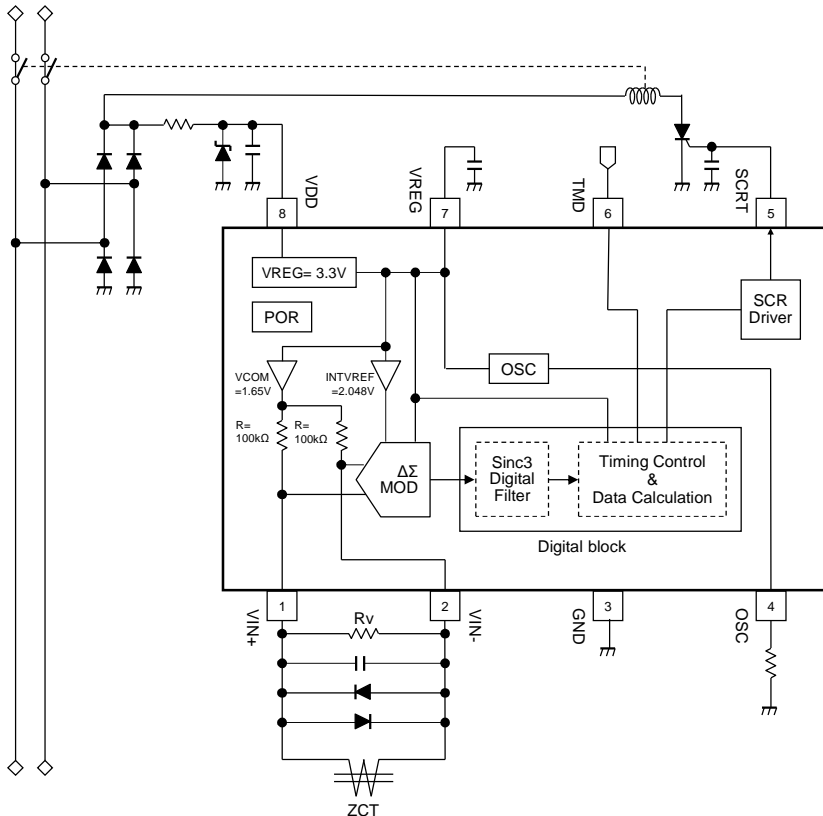 VDD
VREG
TMD
SCRT
8
7
6
5
VREG= 3.3V
POR
SCR
Driver
OSC
VCOM
=1.65V
INTVREF
=2.048V
R=
100kΩ
R=
100kΩ
ΔΣ
MOD
Sinc3
Digital
Filter
Timing Control
&
Data Calculation
Digital block
1
2
3
4
VIN+
VIN-
GND
OSC
Rv
ZCT